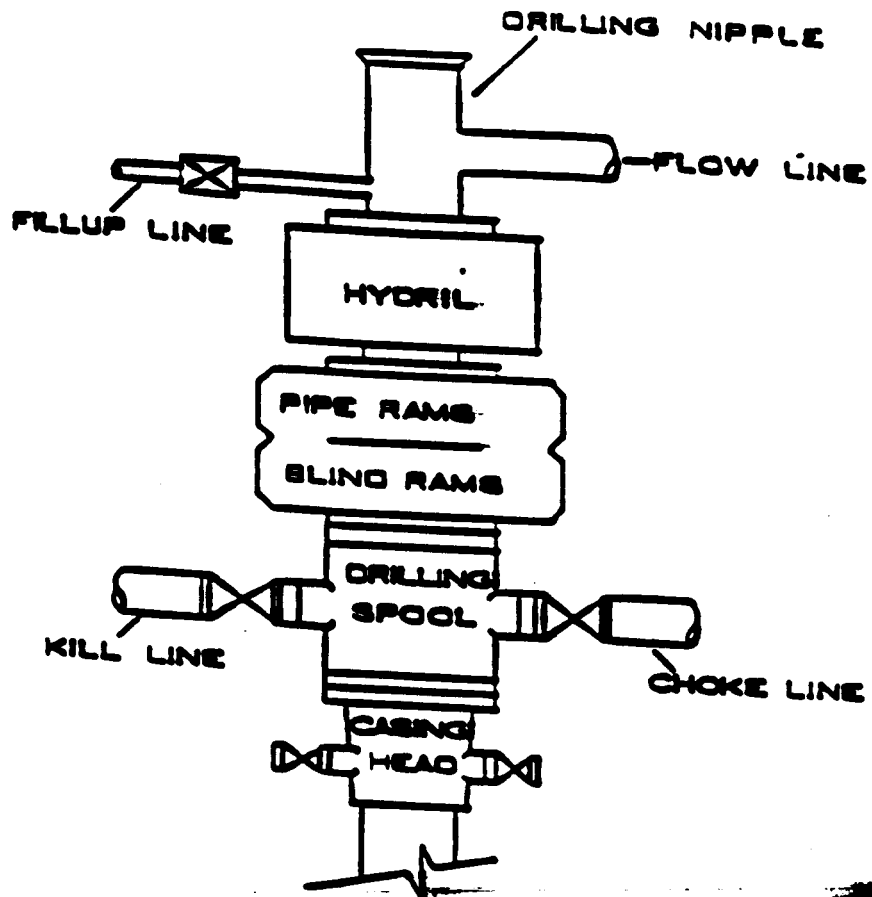 DRILLING NIPPLE
FLOW LINE
FILLUP LINE
HYDRIL
PIPE RAMS
BLIND RAMS
DRILLING
SPOOL
KILL LINE
CHOKE LINE
CASING
HEAD